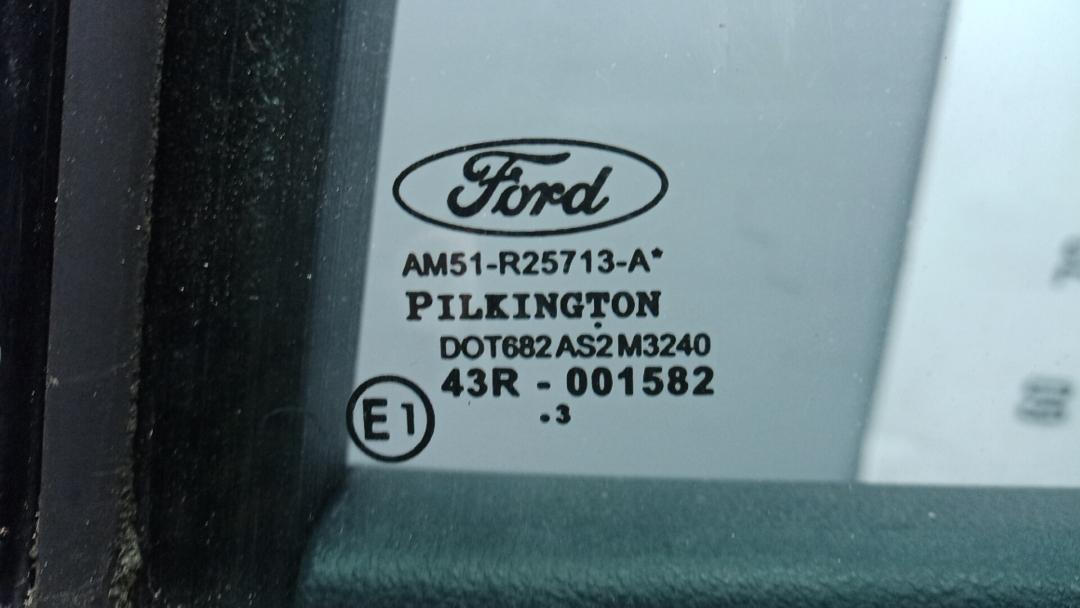 Ford
AM51-R25713-A*
PILKINGTON
DOT682 AS2 M3240
43R - 001582
E1
.3